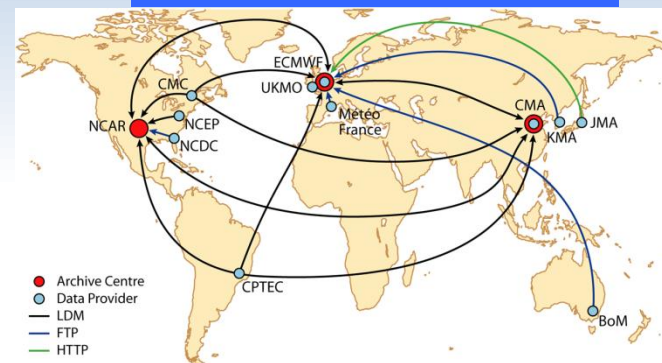 ECMWF
CMC
UKMO
CMA
NCAR
NCEP
Météo
France
JMA
KMA
NCDC
CPTEC
BoM
Archive Centre
Data Provider
LDM
FTP
HTTP